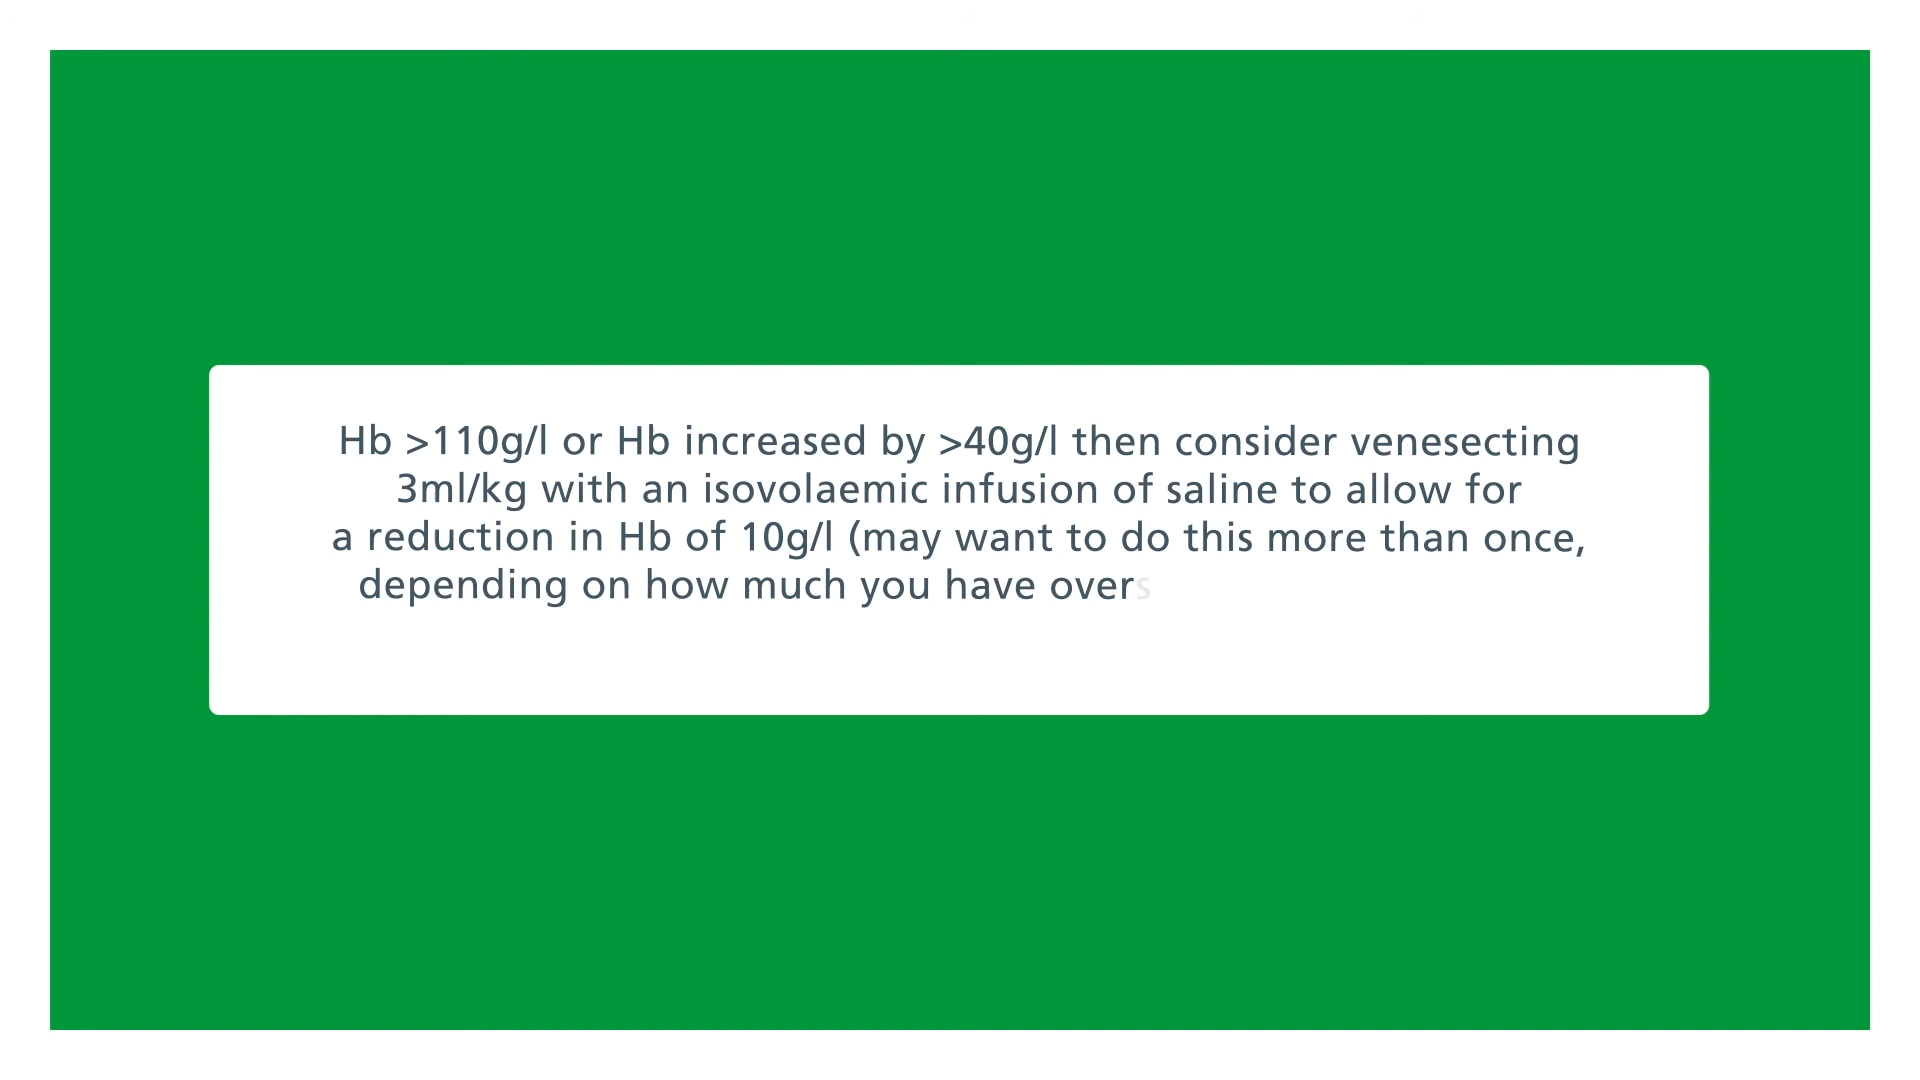 Hb >110g/l or Hb increased by >40g/l then consider venesecting
3ml/kg with an isovolaemic infusion of saline to allow for
a reduction in Hb of 10g/l (may want to do this more than once,
depending on how much you have overs